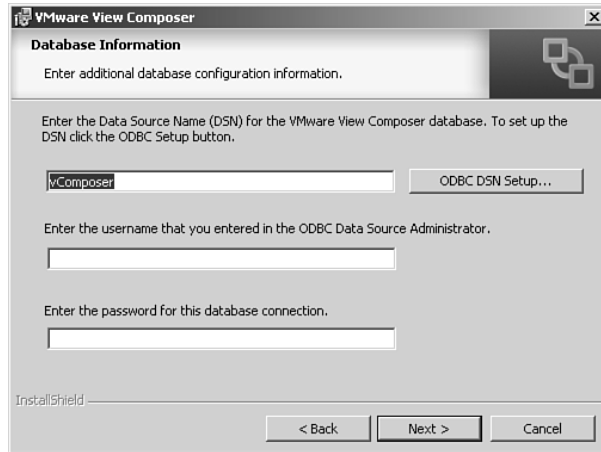 VMware View Composer
Database Information
Enter additional database configuration information.
Enter the Data Source Name (DSN) for the VMware View Composer database. To set up the
DSN click the ODBC Setup button.
vComposer
ODBC DSN Setup...
Enter the username that you entered in the ODBC Data Source Administrator.
Enter the password for this database connection.
InstallShield
< Back
Next >
Cancel